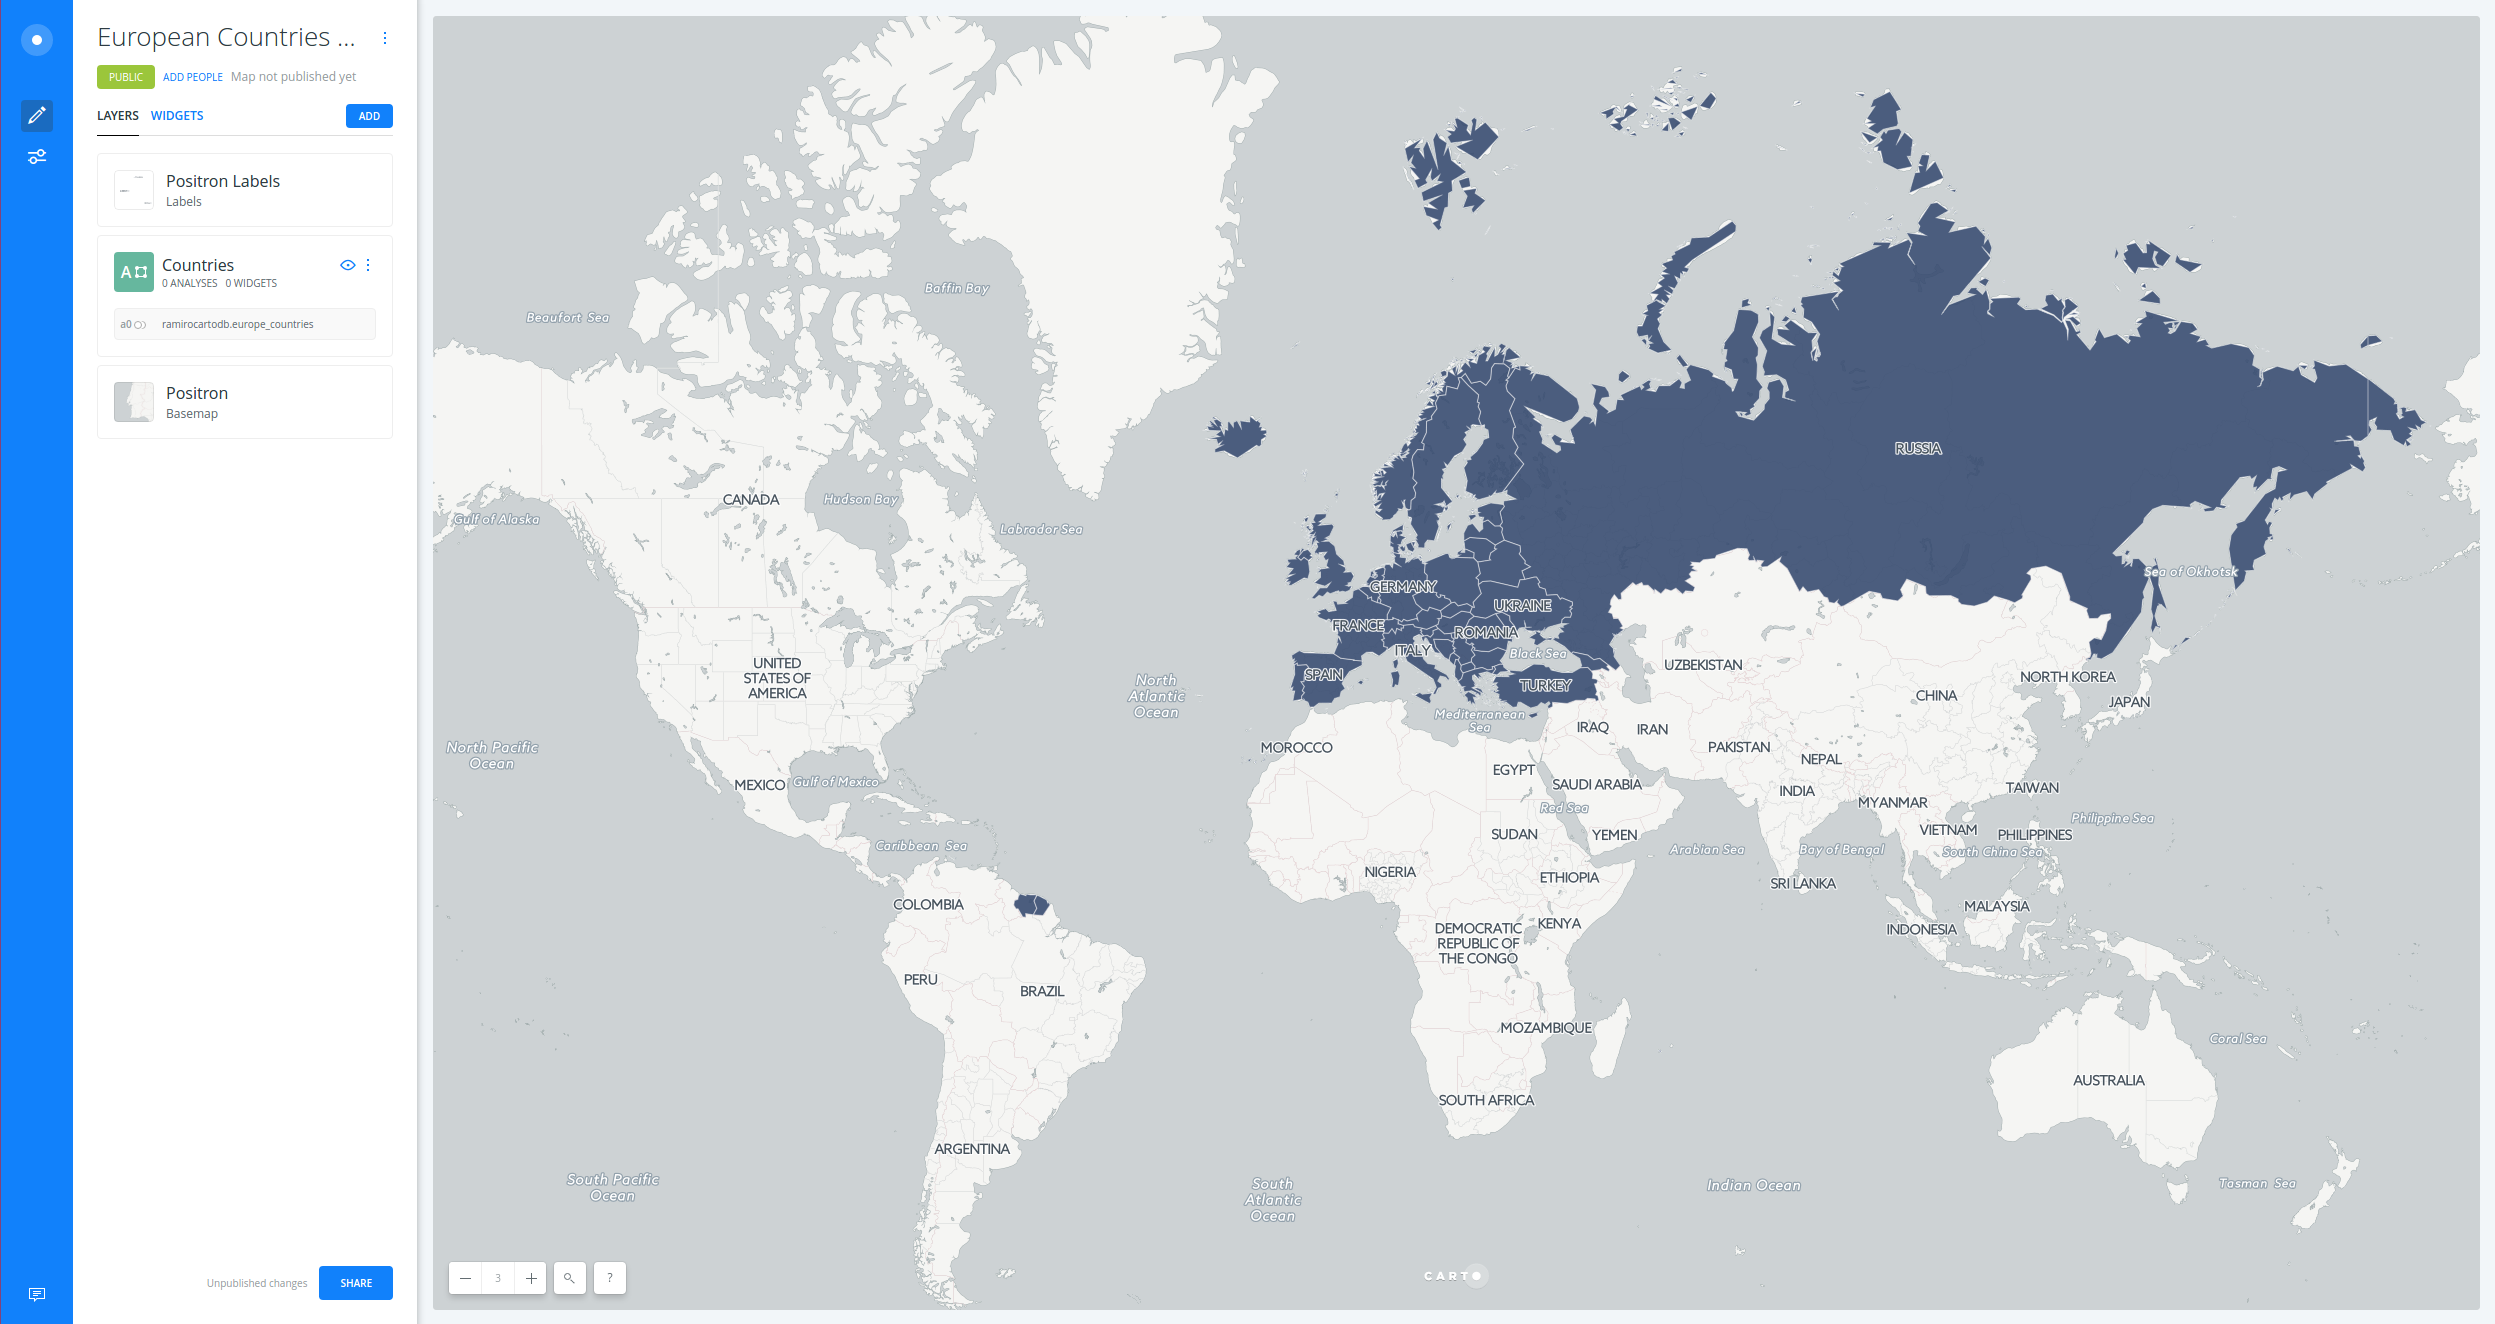 European Countries ...
PUBLIC ADD PEOPLE Map not published yet
LAYERS WIDGETS ADD
Positron Labels
Labels
A Countries
0 ANALYSES 0 WIDGETS
a0 ramirocartodb.europe_countries
Positron
Basemap
Unpublished changes SHARE
Baffin Bay
Beaufort Sea
RUSSIA
CANADA
Hudson Bay
Gulf of Alaska
Labrador Sea
Sea of Okhotsk
GERMANY
UKRAINE
FRANCE
ROMANIA
ITALY
Black Sea
UNITED
STATES OF
AMERICA
SPAIN
TURKEY
UZBEKISTAN
NORTH KOREA
CHINA
JAPAN
North
Atlantic
Ocean
Mediterranean
Sea
IRAQ
IRAN
MOROCCO
PAKISTAN
NEPAL
North Pacific
Ocean
EGYPT
SAUDI ARABIA
MEXICO
Gulf of Mexico
INDIA
TAIWAN
MYANMAR
Red Sea
Philippine Sea
SUDAN
YEMEN
VIETNAM
PHILIPPINES
Caribbean Sea
Arabian Sea
Bay of Bengal
South China Sea
NIGERIA
ETHIOPIA
SRI LANKA
COLOMBIA
MALAYSIA
KENYA
INDONESIA
DEMOCRATIC
REPUBLIC OF
THE CONGO
PERU
BRAZIL
MOZAMBIQUE
Coral Sea
AUSTRALIA
SOUTH AFRICA
ARGENTINA
South Pacific
Ocean
South
Atlantic
Ocean
Indian Ocean
Tasman Sea
3
?
CARTO